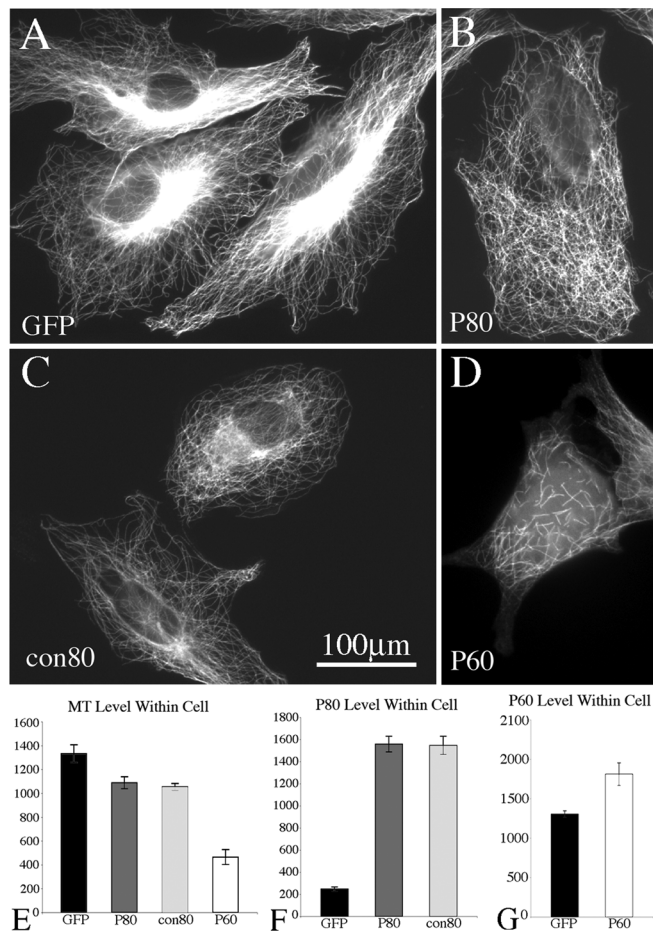 A
GFP
B
P80
C
con80
100µm
D
P60
MT Level Within Cell
1600
1400
1200
1000
800
600
400
200
0
GFP P80 con80 P60
E
P80 Level Within Cell
1800
1600
1400
1200
1000
800
600
400
200
0
GFP P80 con80
F
P60 Level Within Cell
2100
2000
1500
1000
500
0
GFP P60
G